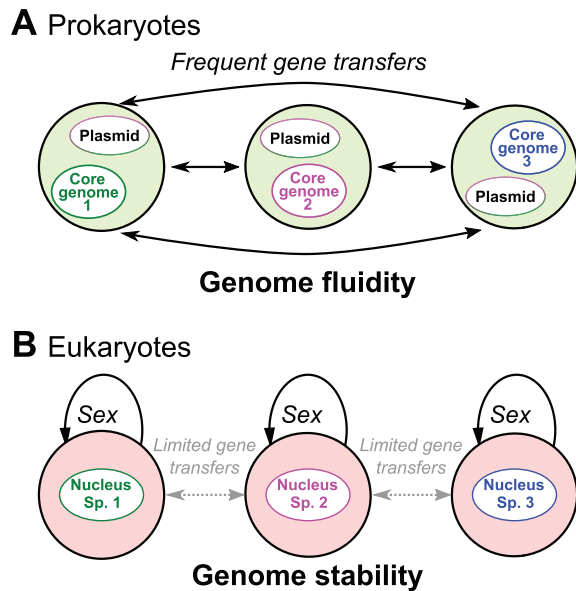 A Prokaryotes
Frequent gene transfers
Plasmid
Core
genome
1
Plasmid
Core
genome
2
Core
genome
3
Plasmid
Genome fluidity
B Eukaryotes
Sex
Sex
Sex
Limited gene
transfers
Limited gene
transfers
Nucleus
Sp. 1
Nucleus
Sp. 2
Nucleus
Sp. 3
Genome stability